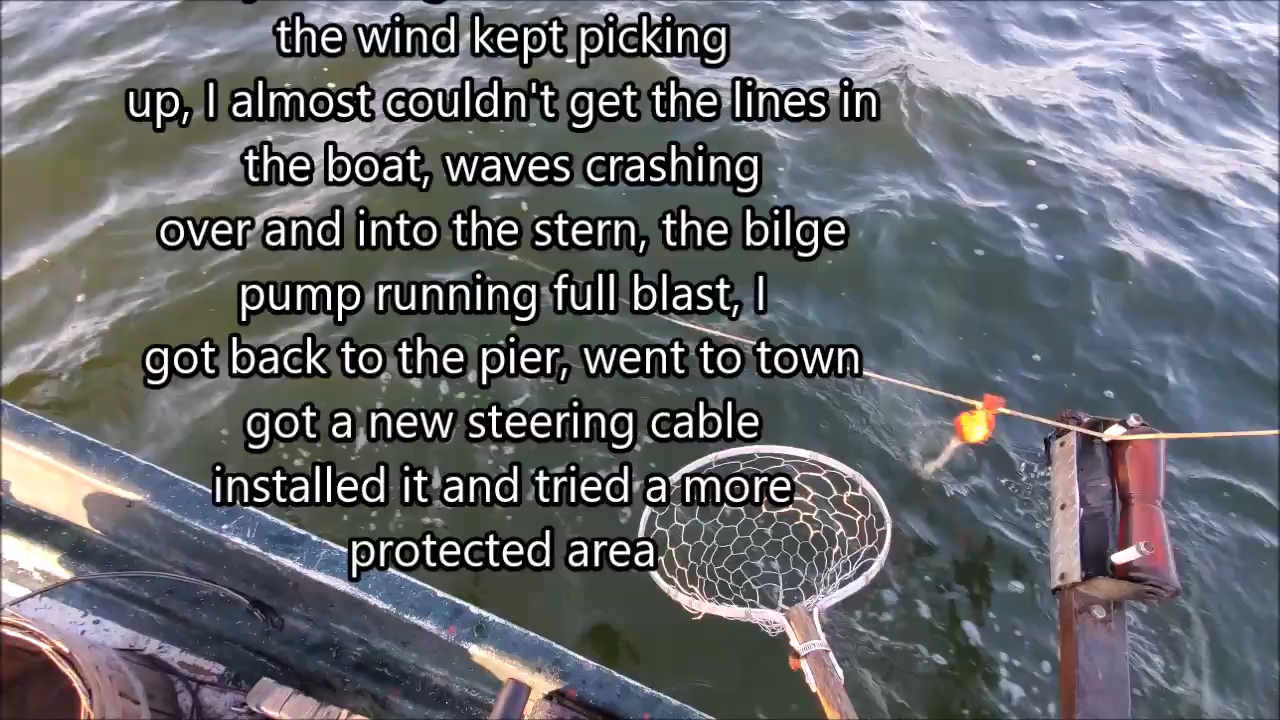 the wind kept picking
up, I almost couldn't get the lines in
the boat, waves crashing
over and into the stern, the bilge
pump running full blast, I
got back to the pier, went to town
got a new steering cable
installed it and tried a more
protected area